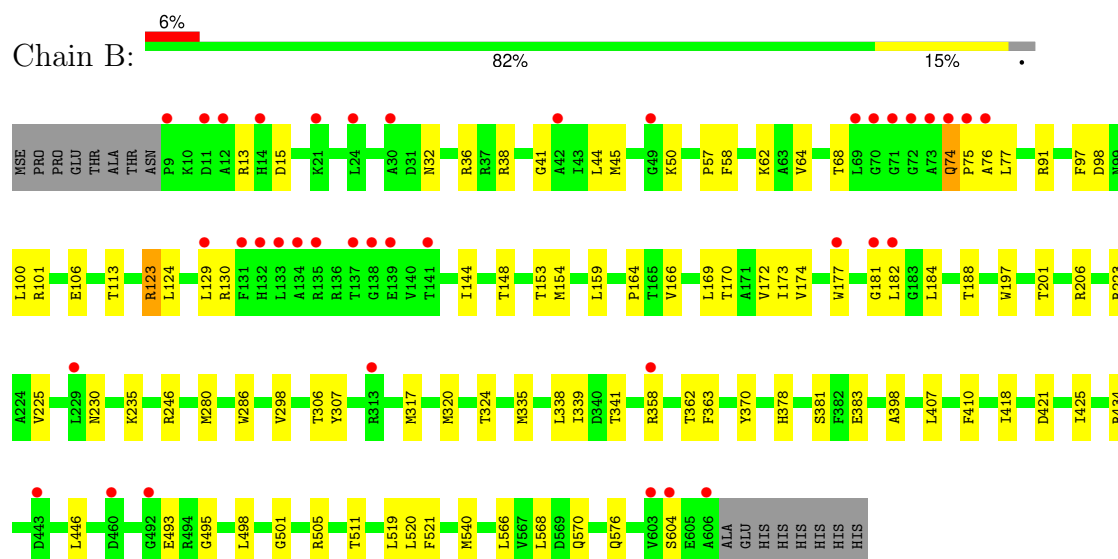 6%
Chain B:
82% 15% •
MSE PRO PRO GLU THR ALA THR ASN P9 K10 D11 A12 R13 H14 D15 K21 L24 A30 D31 N32 R36 R37 R38 G41 A42 I43 L44 M45 G49 K50 P57 F58 K62 A63 V64 T68 L69 G70 G71 G72 A73 Q74 P75 A76 L77 R91 F97 D98 N99
L100 R101 E106 T113 R123 L124 L129 R130 F131 H132 L133 A134 R135 R136 T137 G138 E139 V140 T141 I144 T148 T153 M154 L159 P164 T165 V166 L169 T170 A171 V172 I173 V174 W177 G181 L182 G183 L184 T188 W197 T201 R206
A224 V225 L229 N230 K235 R246 M280 W286 V298 T306 Y307 R313 M317 M320 T324 M335 L338 I339 D340 T341 R358 T362 F363 Y370 H378 S381 F382 E383 A398 L407 F410 I418 D421 I425
D443 L446 D460 G492 E493 R494 G495 L498 G501 R505 T511 L519 L520 F521 M540 L566 V567 L568 D569 Q570 Q576 V603 S604 E605 A606 ALA GLU HIS HIS HIS HIS HIS HIS